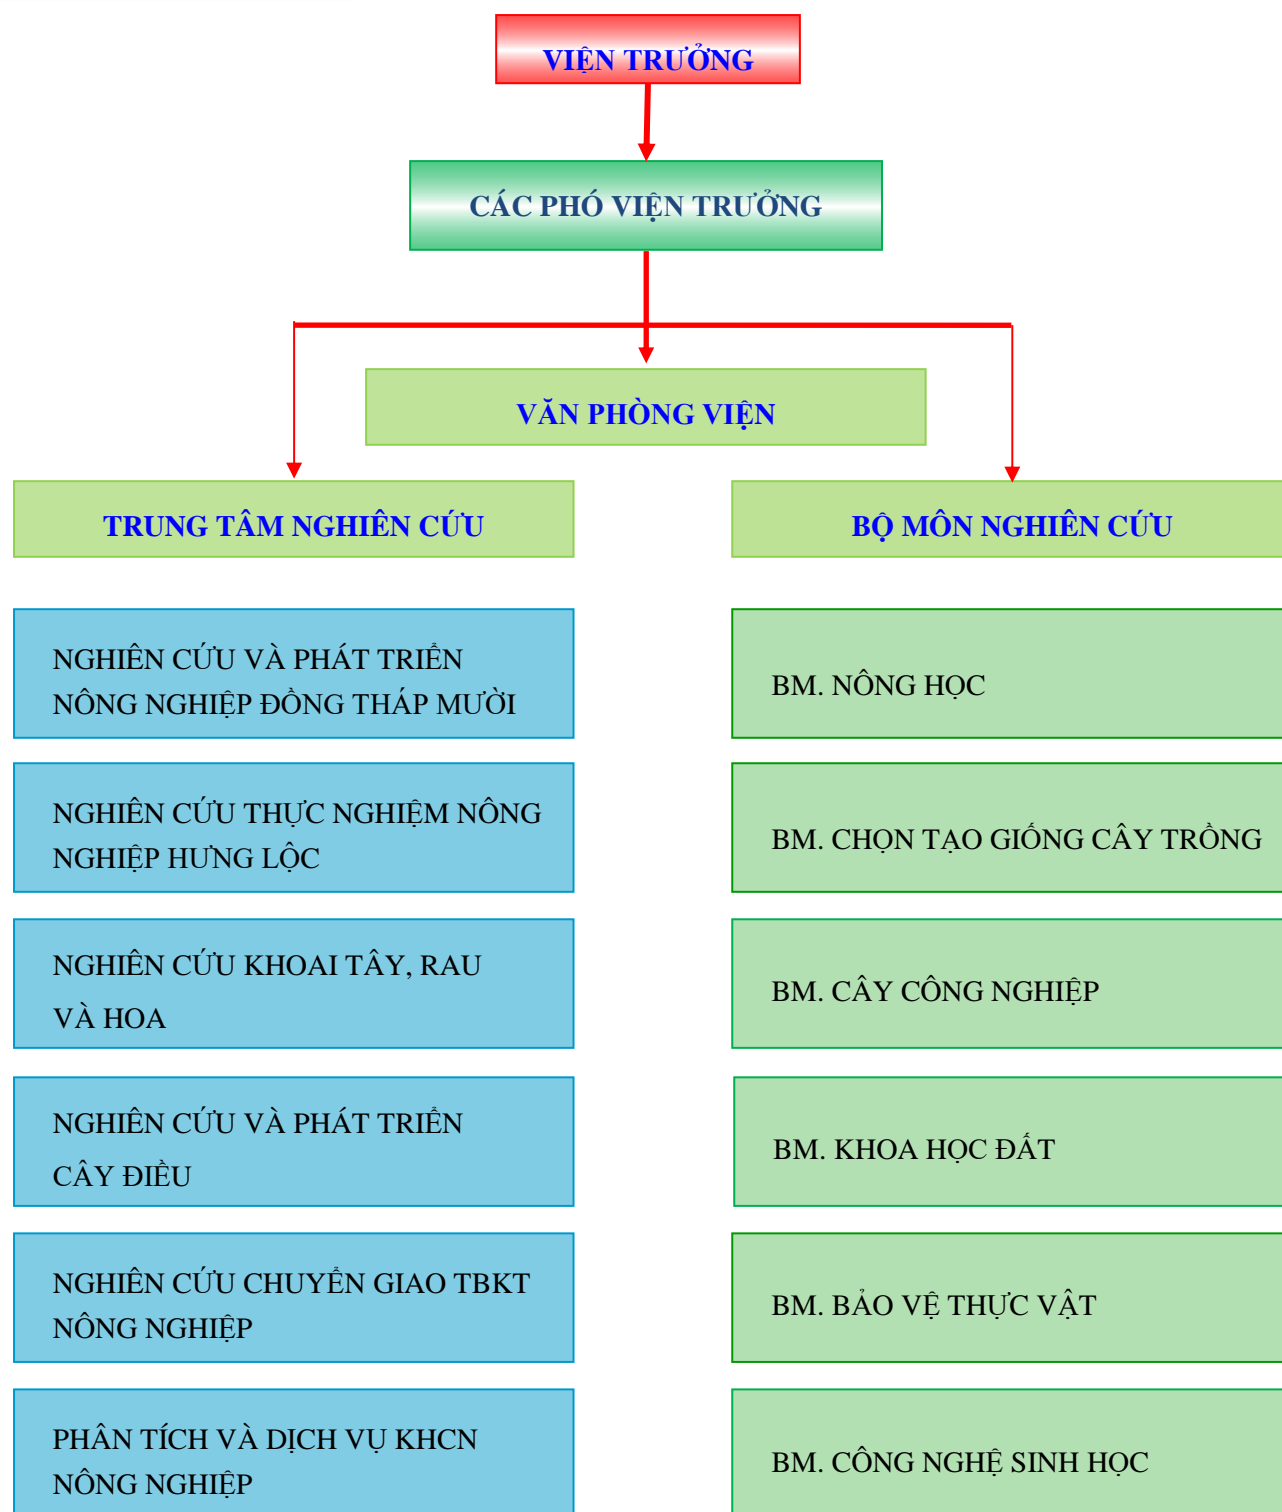 VIỆN TRƯỞNG
CÁC PHÓ VIỆN TRƯỞNG
VĂN PHÒNG VIỆN
TRUNG TÂM NGHIÊN CỨU
NGHIÊN CỨU VÀ PHÁT TRIỂN
NÔNG NGHIỆP ĐỒNG THÁP MƯỜI
NGHIÊN CỨU THỰC NGHIỆM NÔNG
NGHIỆP HƯNG LỘC
NGHIÊN CỨU KHOAI TÂY, RAU
VÀ HOA
NGHIÊN CỨU VÀ PHÁT TRIỂN
CÂY ĐIỀU
NGHIÊN CỨU CHUYỂN GIAO TBKT
NÔNG NGHIỆP
PHÂN TÍCH VÀ DỊCH VỤ KHCN
NÔNG NGHIỆP
BỘ MÔN NGHIÊN CỨU
BM. NÔNG HỌC
BM. CHỌN TẠO GIỐNG CÂY TRỒNG
BM. CÂY CÔNG NGHIỆP
BM. KHOA HỌC ĐẤT
BM. BẢO VỆ THỰC VẬT
BM. CÔNG NGHỆ SINH HỌC